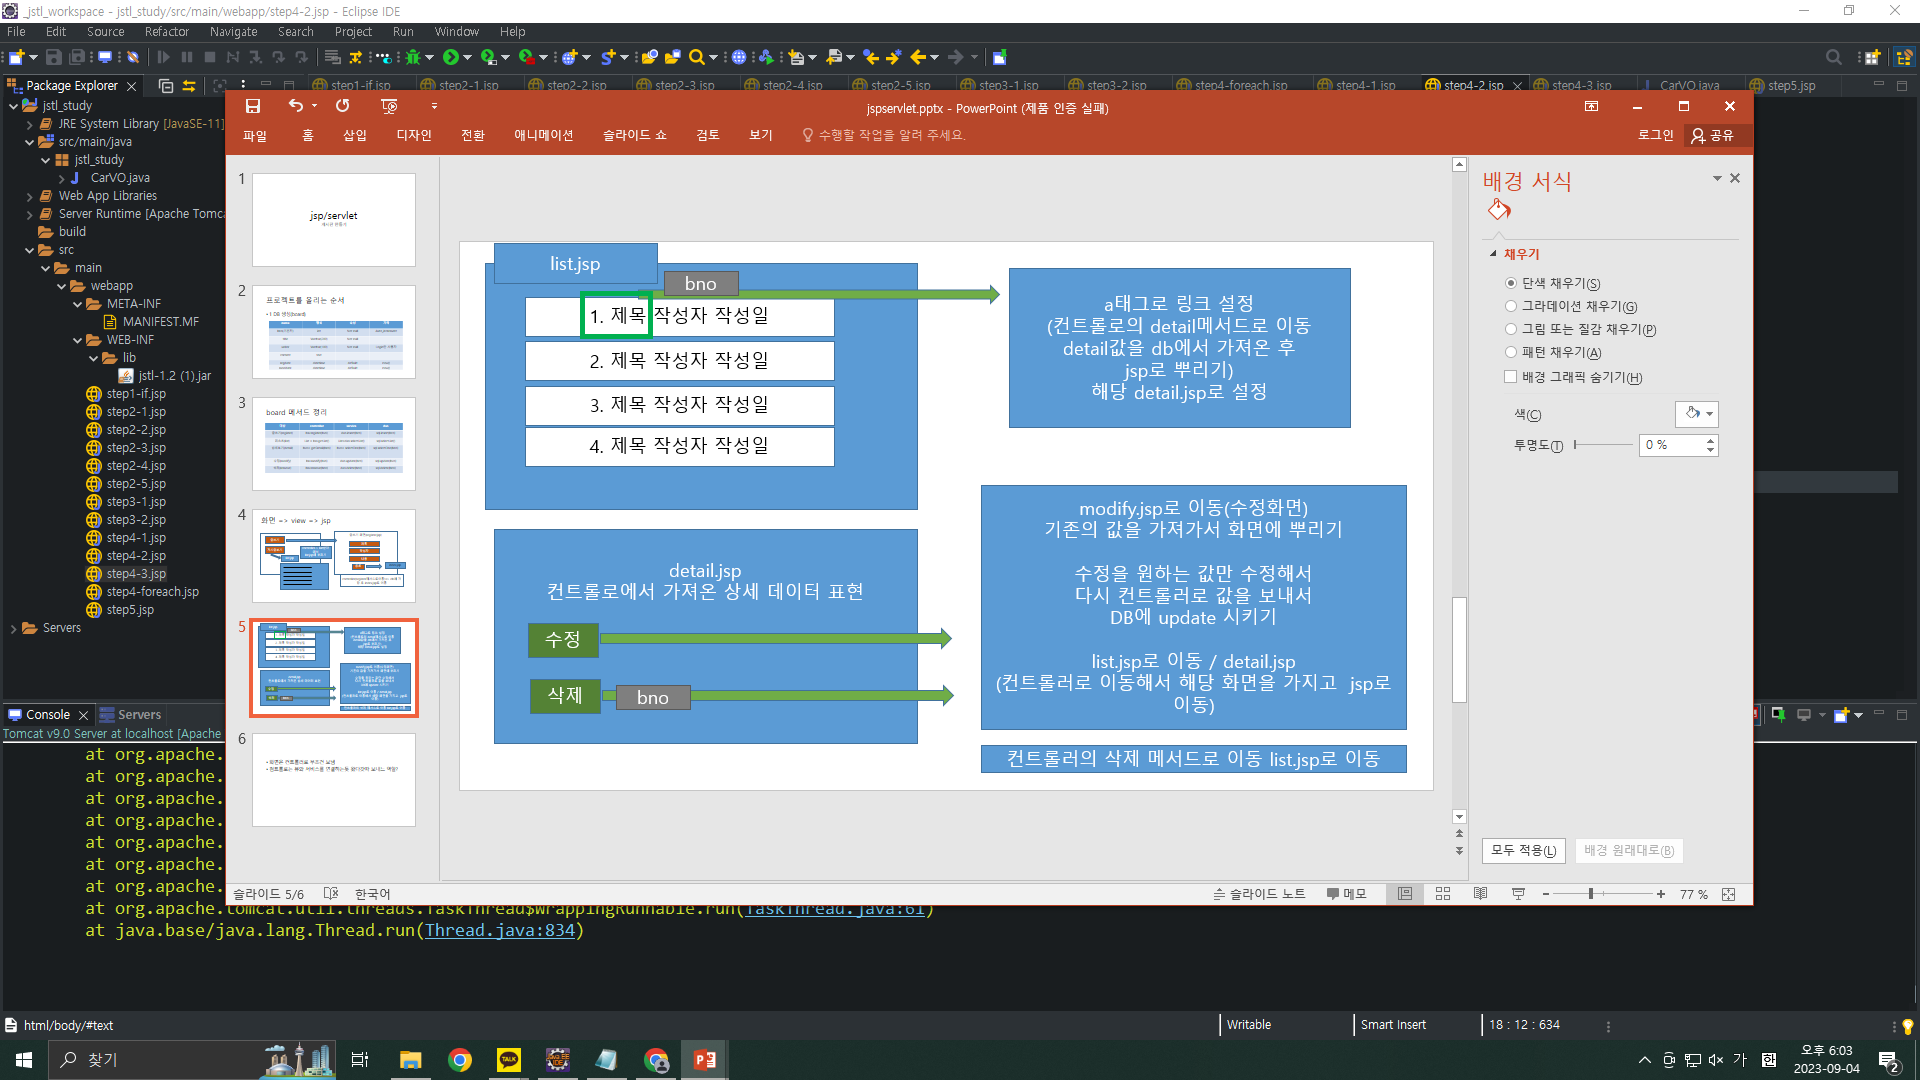 _jstl_workspace - jstl_study/src/main/webapp/step4-2.jsp - Eclipse IDE
File Edit Source Refactor Navigate Search Project Run Window Help
Package Explorer
step1-if.jsp step2-1.jsp step2-2.jsp step2-3.jsp step2-4.jsp step2-5.jsp step3-1.jsp step3-2.jsp step4-foreach.jsp step4-1.jsp step4-2.jsp step4-3.jsp CarVO.java step5.jsp
jstl_study
JRE System Library [JavaSE-11]
src/main/java
jstl_study
CarVO.java
Web App Libraries
Server Runtime [Apache Tomc
build
src
main
webapp
META-INF
MANIFEST.MF
WEB-INF
lib
jstl-1.2 (1).jar
step1-if.jsp
step2-1.jsp
step2-2.jsp
step2-3.jsp
step2-4.jsp
step2-5.jsp
step3-1.jsp
step3-2.jsp
step4-1.jsp
step4-2.jsp
step4-3.jsp
step4-foreach.jsp
step5.jsp
Servers
jspservlet.pptx - PowerPoint (제품 인증 실패)
파일 홈 삽입 디자인 전환 애니메이션 슬라이드 쇼 검토 보기 수행할 작업을 알려 주세요. 로그인 공유
1
jsp/servlet
2
프로젝트를 올리는 순서
1 DB 생성(board)
3
board 메서드 정리
4
화면 => view => jsp
5
6
list.jsp
bno
1. 제목 작성자 작성일
2. 제목 작성자 작성일
3. 제목 작성자 작성일
4. 제목 작성자 작성일
a태그로 링크 설정
(컨트롤로의 detail메서드로 이동
detail값을 db에서 가져온 후
jsp로 뿌리기)
해당 detail.jsp로 설정
detail.jsp
컨트롤로에서 가져온 상세 데이터 표현
수정
삭제
bno
modify.jsp로 이동(수정화면)
기존의 값을 가져가서 화면에 뿌리기
수정을 원하는 값만 수정해서
다시 컨트롤러로 값을 보내서
DB에 update 시키기
list.jsp로 이동 / detail.jsp
(컨트롤러로 이동해서 해당 화면을 가지고 jsp로
이동)
컨트롤러의 삭제 메서드로 이동 list.jsp로 이동
배경 서식
채우기
단색 채우기(S)
그라데이션 채우기(G)
그림 또는 질감 채우기(P)
패턴 채우기(A)
배경 그래픽 숨기기(H)
색(C)
투명도(T) 0 %
모두 적용(L) 배경 원래대로(B)
슬라이드 5/6 한국어 슬라이드 노트 메모 77 %
Console Servers
Tomcat v9.0 Server at localhost [Apache
at org.apache.
at org.apache.
at org.apache.
at org.apache.
at org.apache.
at org.apache.
at org.apache.
at org.apache.tomcat.util.threads.TaskThread$WrappingRunnable.run(TaskThread.java:61)
at java.base/java.lang.Thread.run(Thread.java:834)
html/body/#text Writable Smart Insert 18 : 12 : 634
찾기
TALK
가 한
오후 6:03
2023-09-04
2